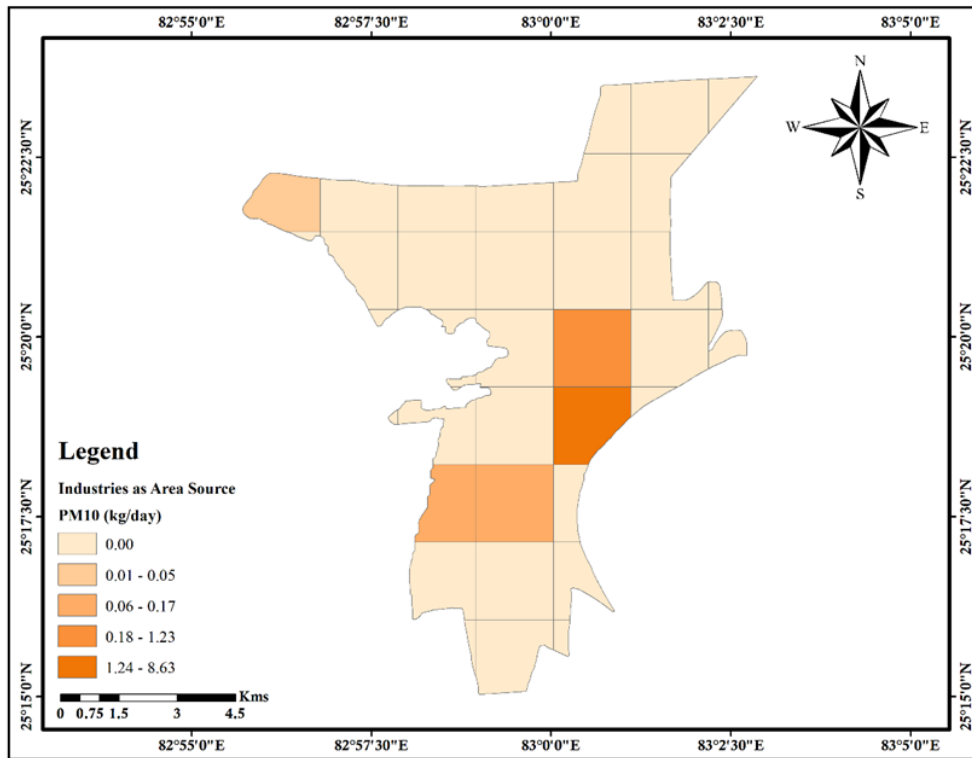 82°55'0"E 82°57'30"E 83°0'0"E 83°2'30"E 83°5'0"E
N
W E
S
25°22'30"N 25°22'30"N
25°20'0"N 25°20'0"N
25°17'30"N 25°17'30"N
25°15'0"N 25°15'0"N
Legend
Industries as Area Source
PM10 (kg/day)
0.00
0.01 - 0.05
0.06 - 0.17
0.18 - 1.23
1.24 - 8.63
Kms
0 0.75 1.5 3 4.5
82°55'0"E 82°57'30"E 83°0'0"E 83°2'30"E 83°5'0"E